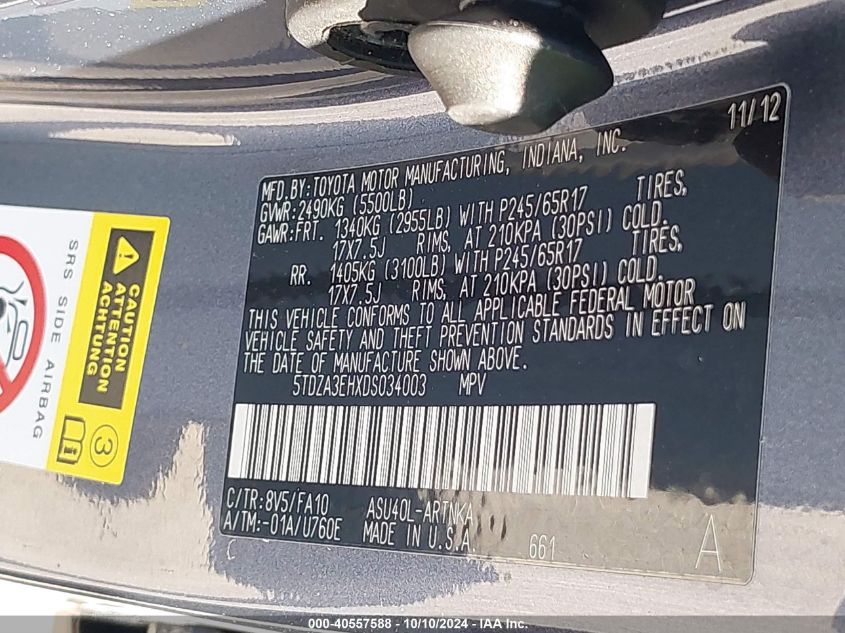 11/12
MFD. BY: TOYOTA MOTOR MANUFACTURING, INDIANA, INC.
GVWR: 2490KG (5500LB)
GAWR: FRT. 1340KG (2955LB) WITH P245/65R17 TIRES,
17X7.5J RIMS, AT 210KPA (30PSI) COLD.
RR. 1405KG (3100LB) WITH P245/65R17 TIRES,
17X7.5J RIMS, AT 210KPA (30PSI) COLD.
THIS VEHICLE CONFORMS TO ALL APPLICABLE FEDERAL MOTOR
VEHICLE SAFETY AND THEFT PREVENTION STANDARDS IN EFFECT ON
THE DATE OF MANUFACTURE SHOWN ABOVE.
5TDZA3EHXDS034003 MPV
C/TR: 8V5/FA10 ASU40L-ARTNKA
A/TM: -01A/U760E MADE IN U.S.A.
661 A
SRS SIDE AIRBAG
CAUTION
ATTENTION
ACHTUNG
3
000-40557588 - 10/10/2024 - IAA Inc.